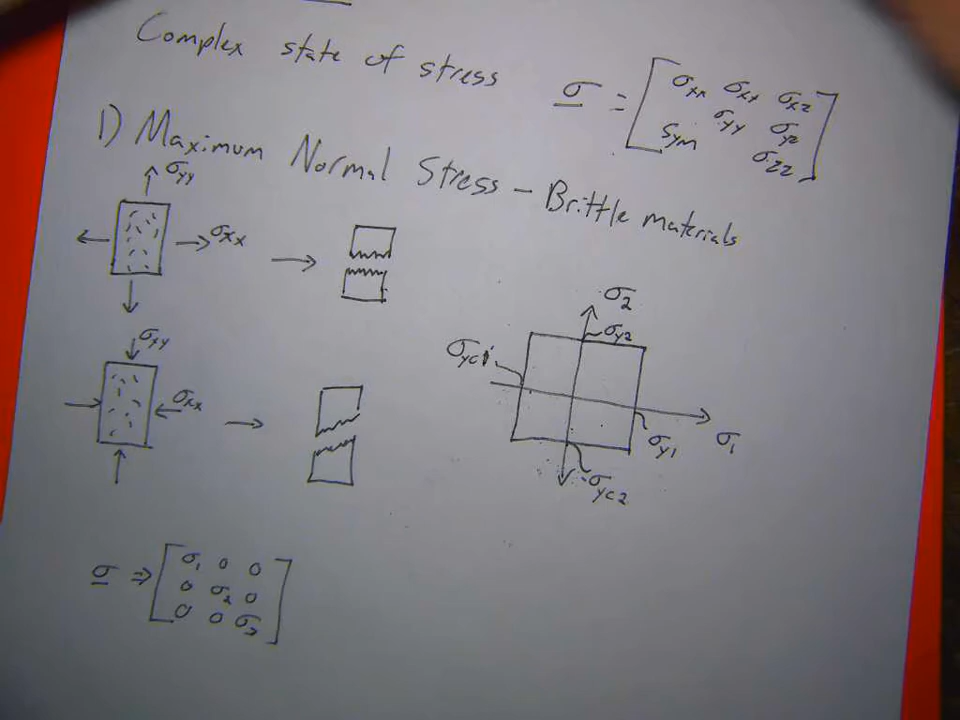 Complex state of stress
σ = [σxx σxy σxz
σyy σyz
Sym σzz]
1) Maximum Normal Stress - Brittle materials
σyy
σxx
σyy
σxx
σ2
σy2
σyc1
σ1
σy1
σyc2
σ ⇒ [σ1 0 0
0 σ2 0
0 0 σ3]